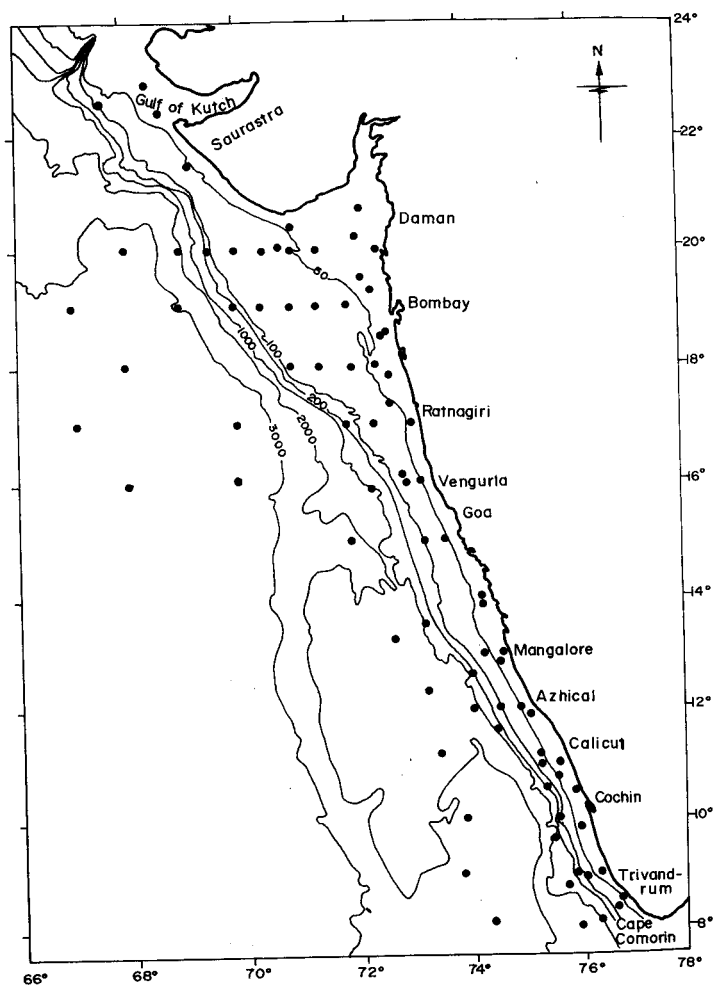 24°
N
Gulf of Kutch
Saurastra
22°
Daman
20°
50
Bombay
100
1000
18°
200
Ratnagiri
2000
3000
16°
Vengurla
Goa
14°
Mangalore
Azhical
12°
Calicut
Cochin
10°
Trivand-
rum
8°
Cape
Comorin
66°
68°
70°
72°
74°
76°
78°